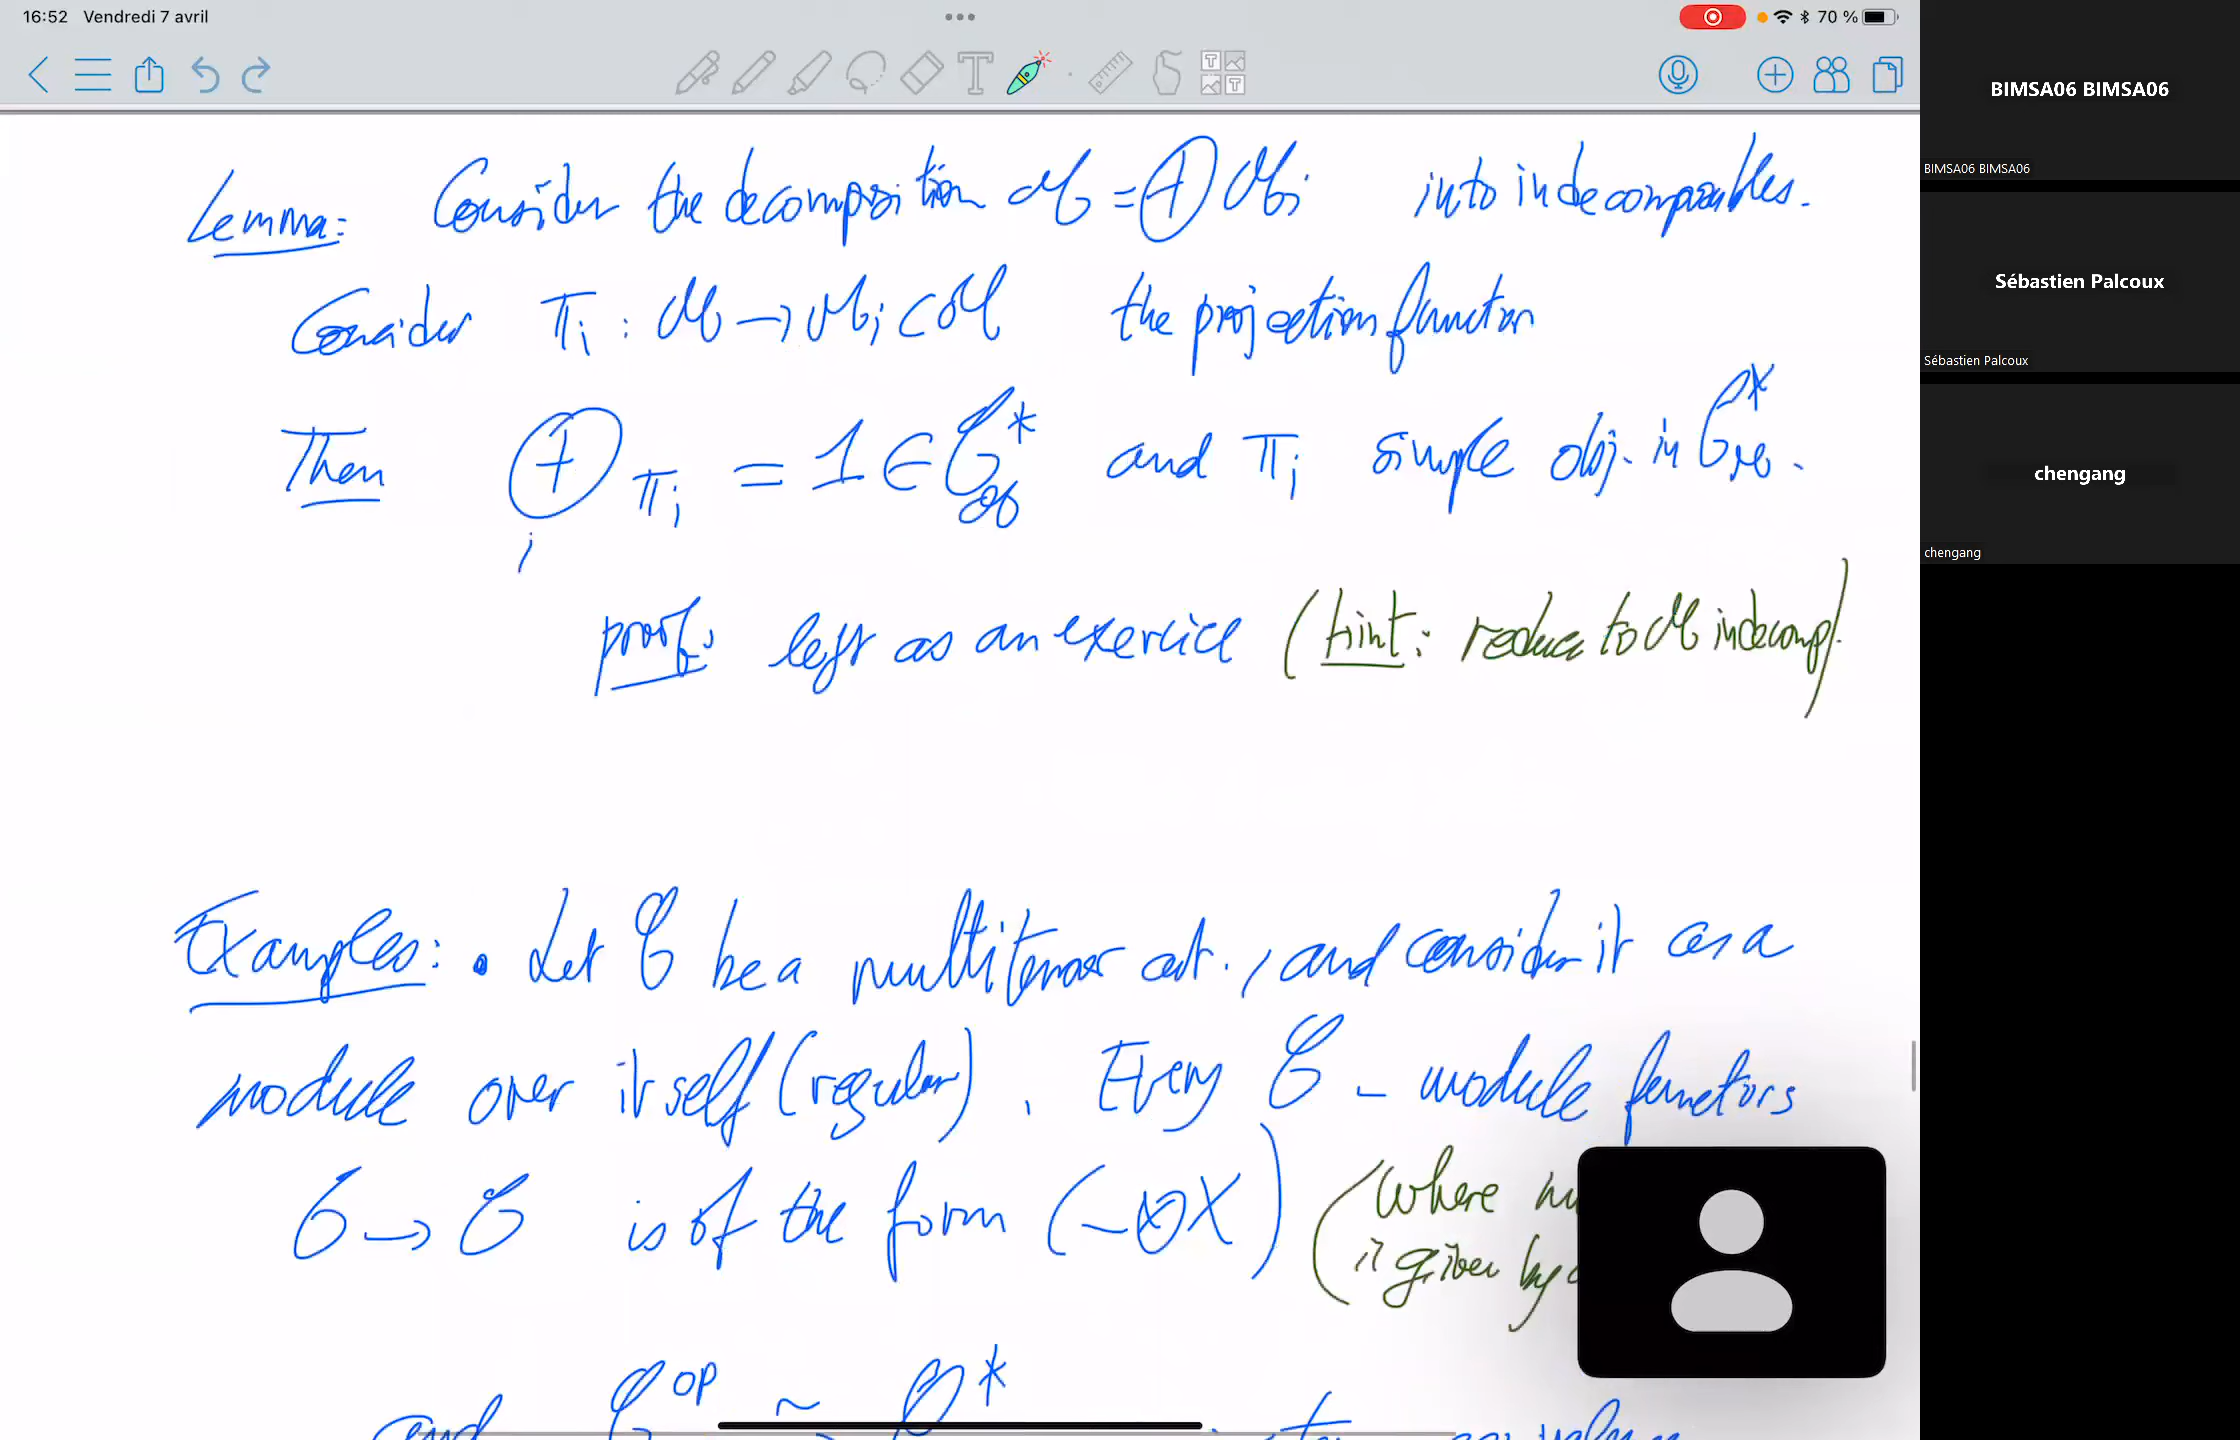 16:52 Vendredi 7 avril
70 %
Lemma: Consider the decomposition M = ⊕ Mi into indecomposables.
Consider πi : M → Mi ⊂ M the projection functor
Then ⊕ πi = 1 ∈ C*M and πi simple obj. in C*M.
i
proof: left as an exercice (hint: reduce to M indecomp).
Examples: • Let C be a multitensor cat., and consider it as a
module over itself (regular). Every C-module functors
C → C is of the form (-⊗X) (where
is given by
and C^op ≃ C*
BIMSA06 BIMSA06
BIMSA06 BIMSA06
Sébastien Palcoux
Sébastien Palcoux
chengang
chengang